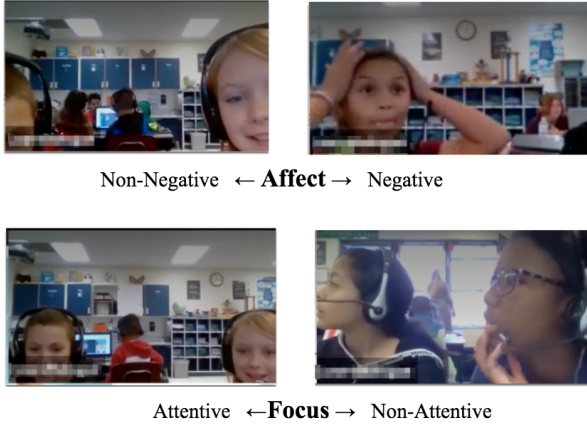 Non-Negative ← Affect → Negative
Attentive ← Focus → Non-Attentive